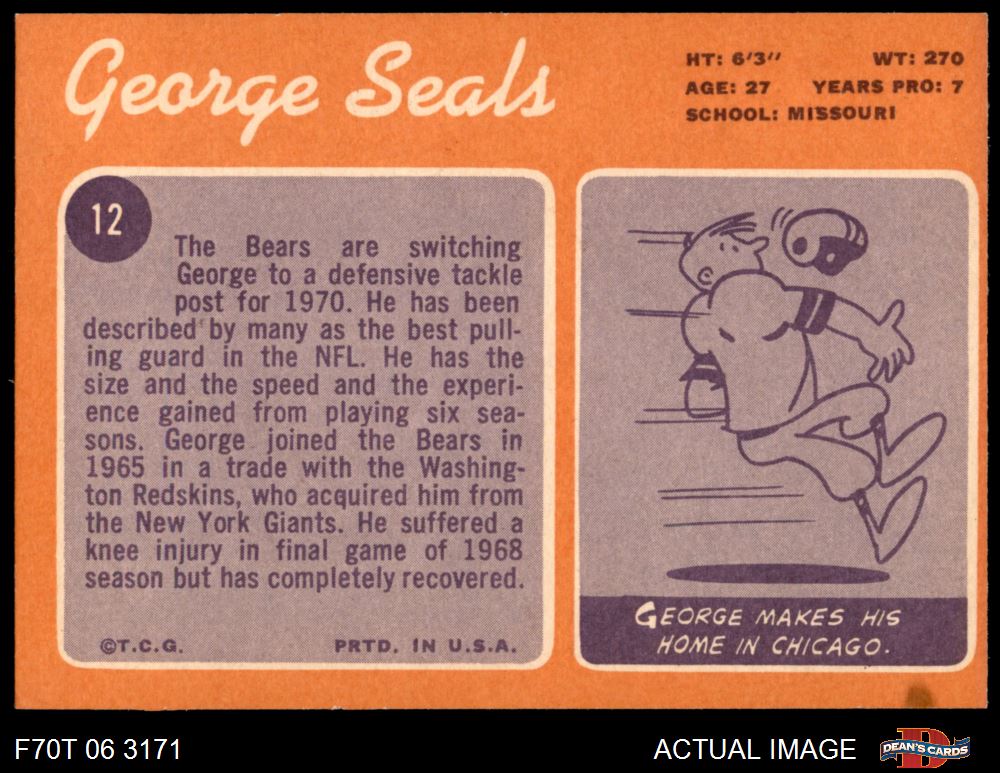 George Seals
HT: 6'3" WT: 270
AGE: 27 YEARS PRO: 7
SCHOOL: MISSOURI
12
The Bears are switching
George to a defensive tackle
post for 1970. He has been
described by many as the best pull-
ing guard in the NFL. He has the
size and the speed and the experi-
ence gained from playing six sea-
sons. George joined the Bears in
1965 in a trade with the Washing-
ton Redskins, who acquired him from
the New York Giants. He suffered a
knee injury in final game of 1968
season but has completely recovered.
©T.C.G. PRTD. IN U.S.A.
GEORGE MAKES HIS
HOME IN CHICAGO.
F70T 06 3171 ACTUAL IMAGE D DEAN'S CARDS